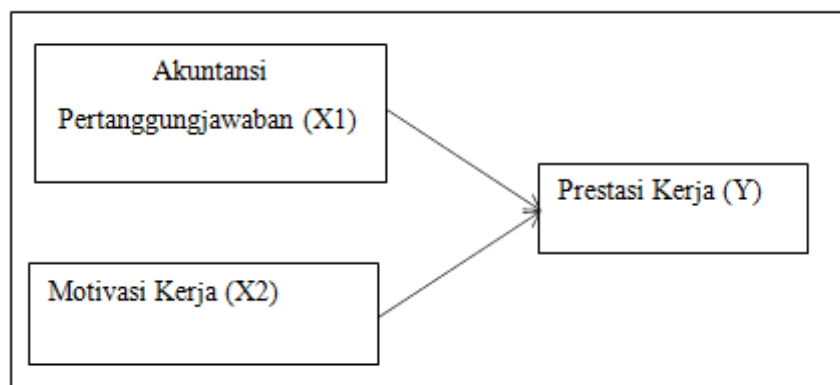 Akuntansi
Pertanggungjawaban (X1)
Prestasi Kerja (Y)
Motivasi Kerja (X2)